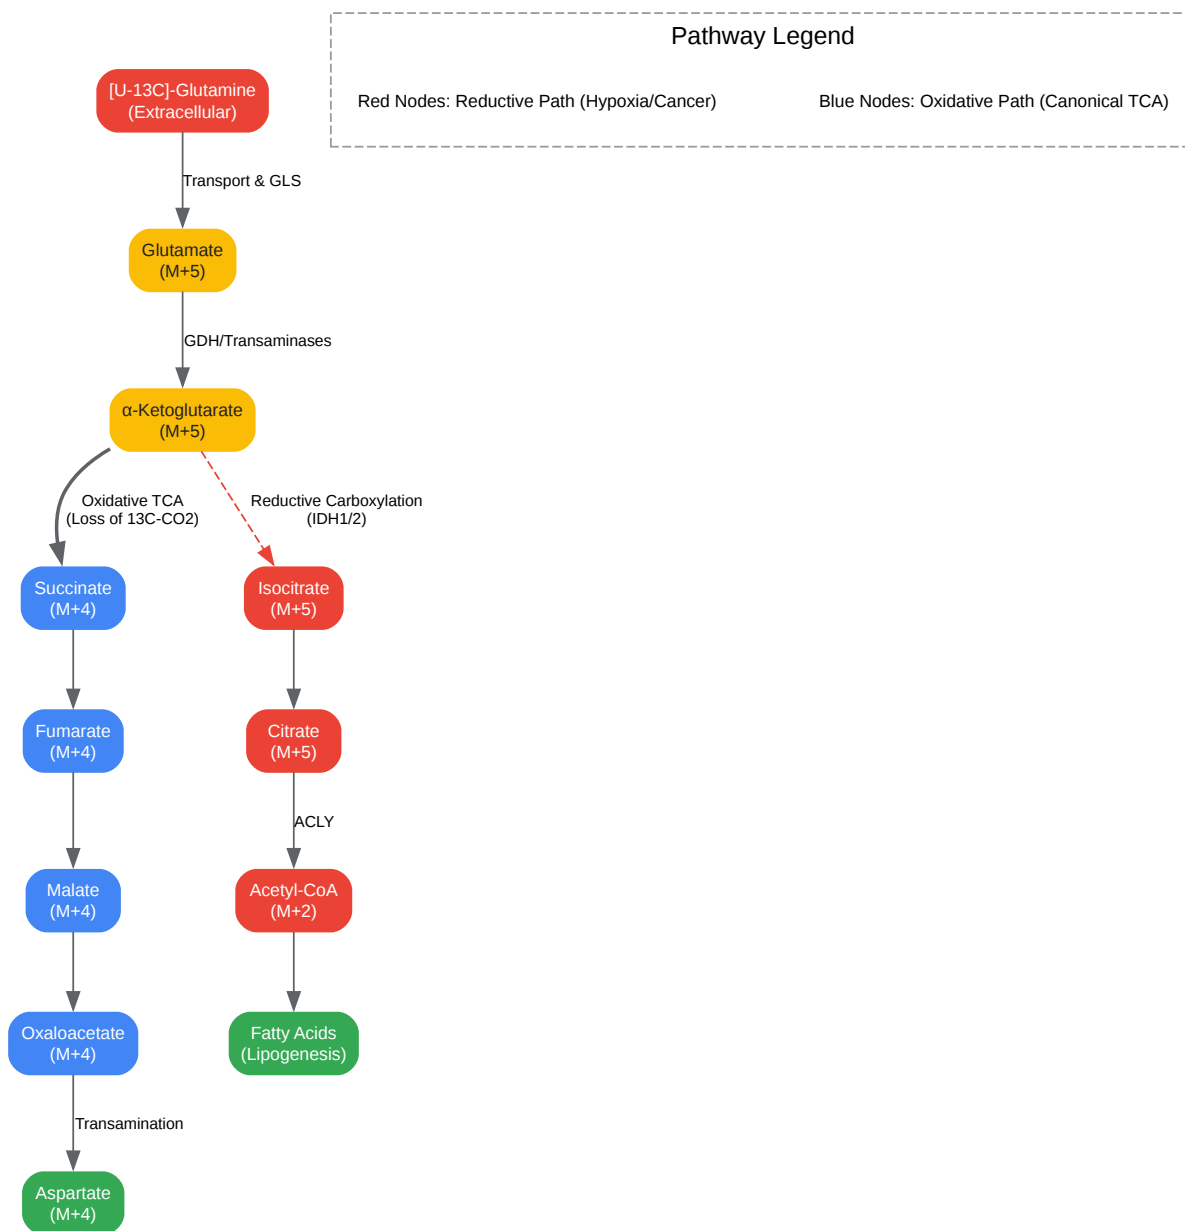 Pathway Legend
Red Nodes: Reductive Path (Hypoxia/Cancer)
Blue Nodes: Oxidative Path (Canonical TCA)
[U-13C]-Glutamine
(Extracellular)
Transport & GLS
Glutamate
(M+5)
GDH/Transaminases
α-Ketoglutarate
(M+5)
Oxidative TCA
(Loss of 13C-CO2)
Reductive Carboxylation
(IDH1/2)
Succinate
(M+4)
Isocitrate
(M+5)
Fumarate
(M+4)
Citrate
(M+5)
ACLY
Malate
(M+4)
Acetyl-CoA
(M+2)
Oxaloacetate
(M+4)
Fatty Acids
(Lipogenesis)
Transamination
Aspartate
(M+4)